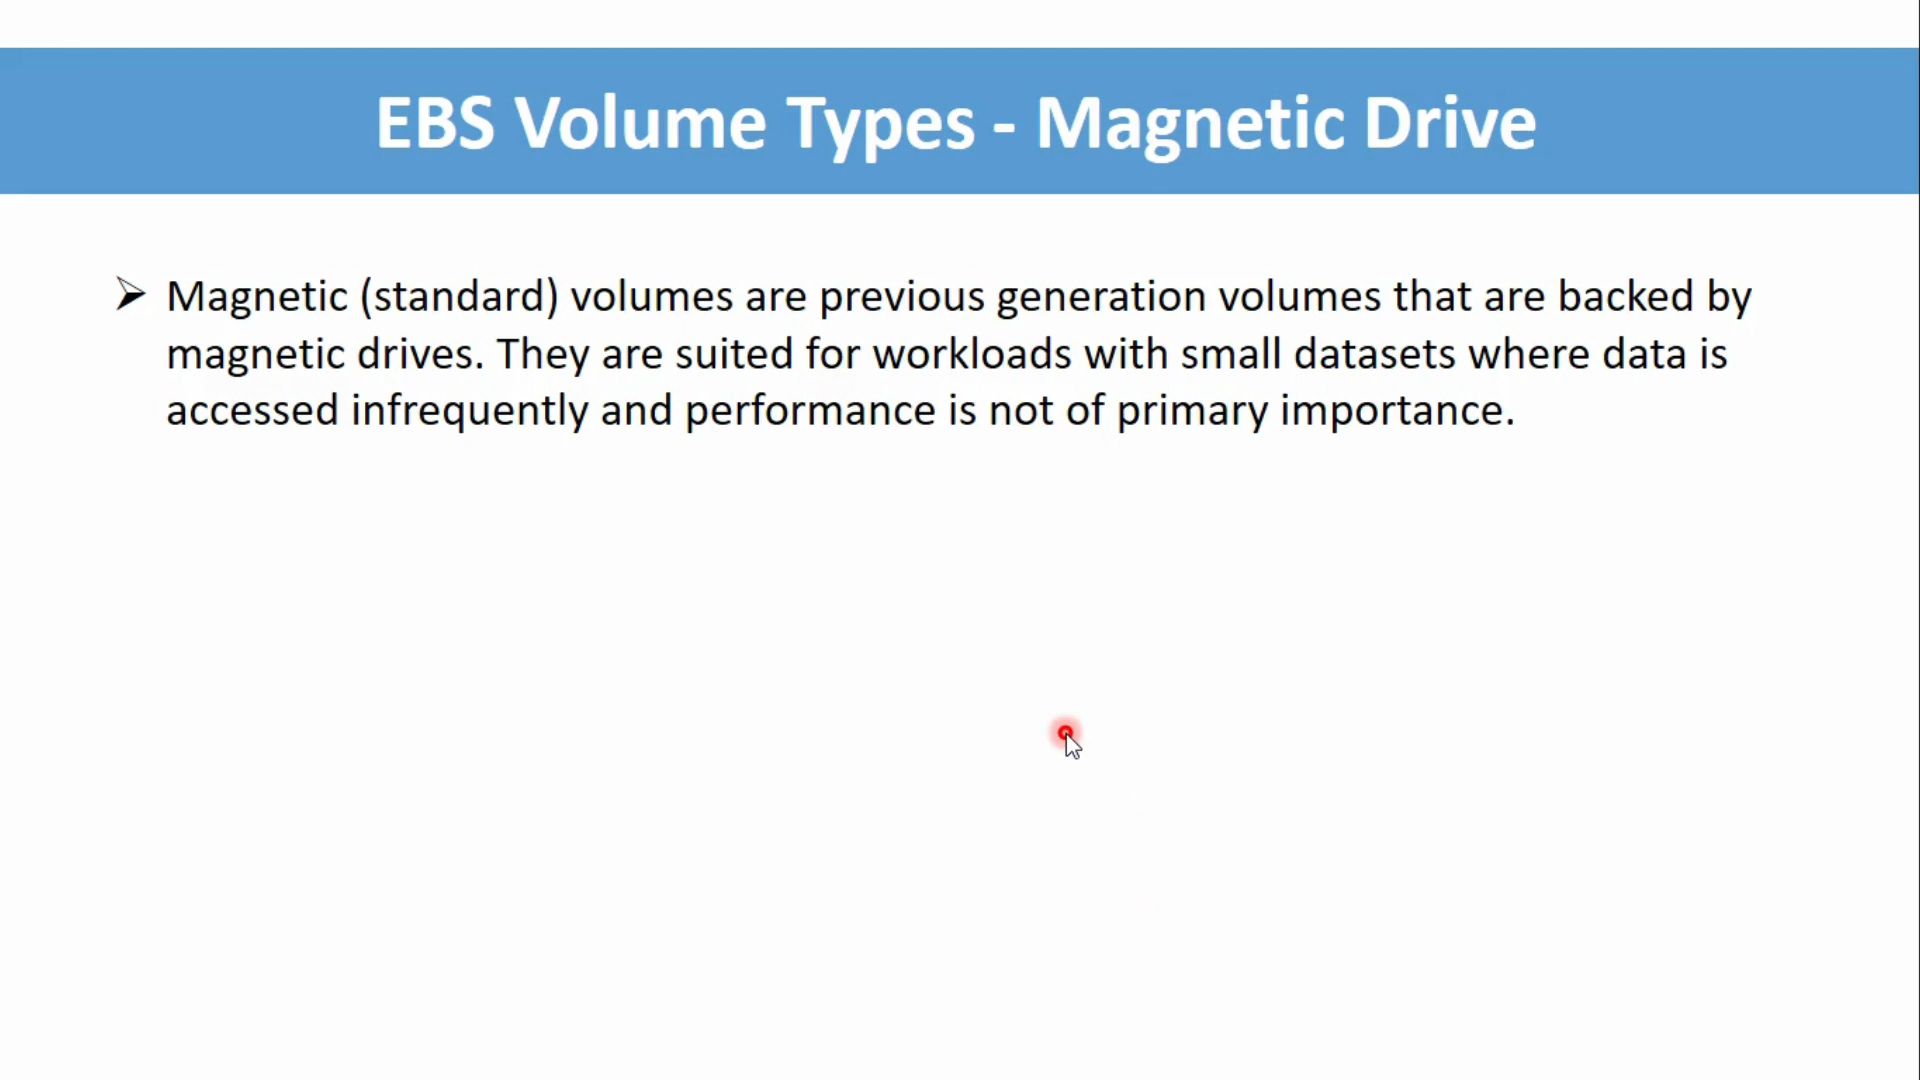 EBS Volume Types - Magnetic Drive
Magnetic (standard) volumes are previous generation volumes that are backed by
magnetic drives. They are suited for workloads with small datasets where data is
accessed infrequently and performance is not of primary importance.